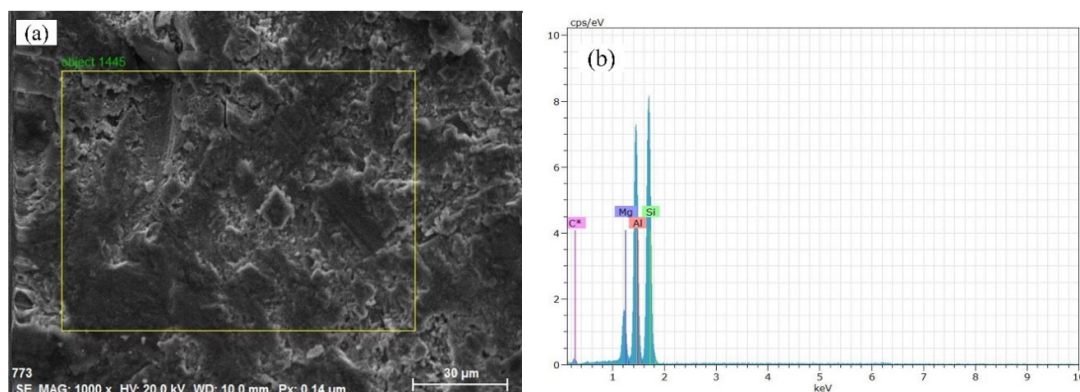 (a)
object 1445
773
SE MAG: 1000 x HV: 20.0 kV WD: 10.0 mm Px: 0.14 µm
30 µm
cps/eV
(b)
10
8
6
4
2
0
C*
Mg
Al
Si
1
2
3
4
5
6
7
8
9
10
keV